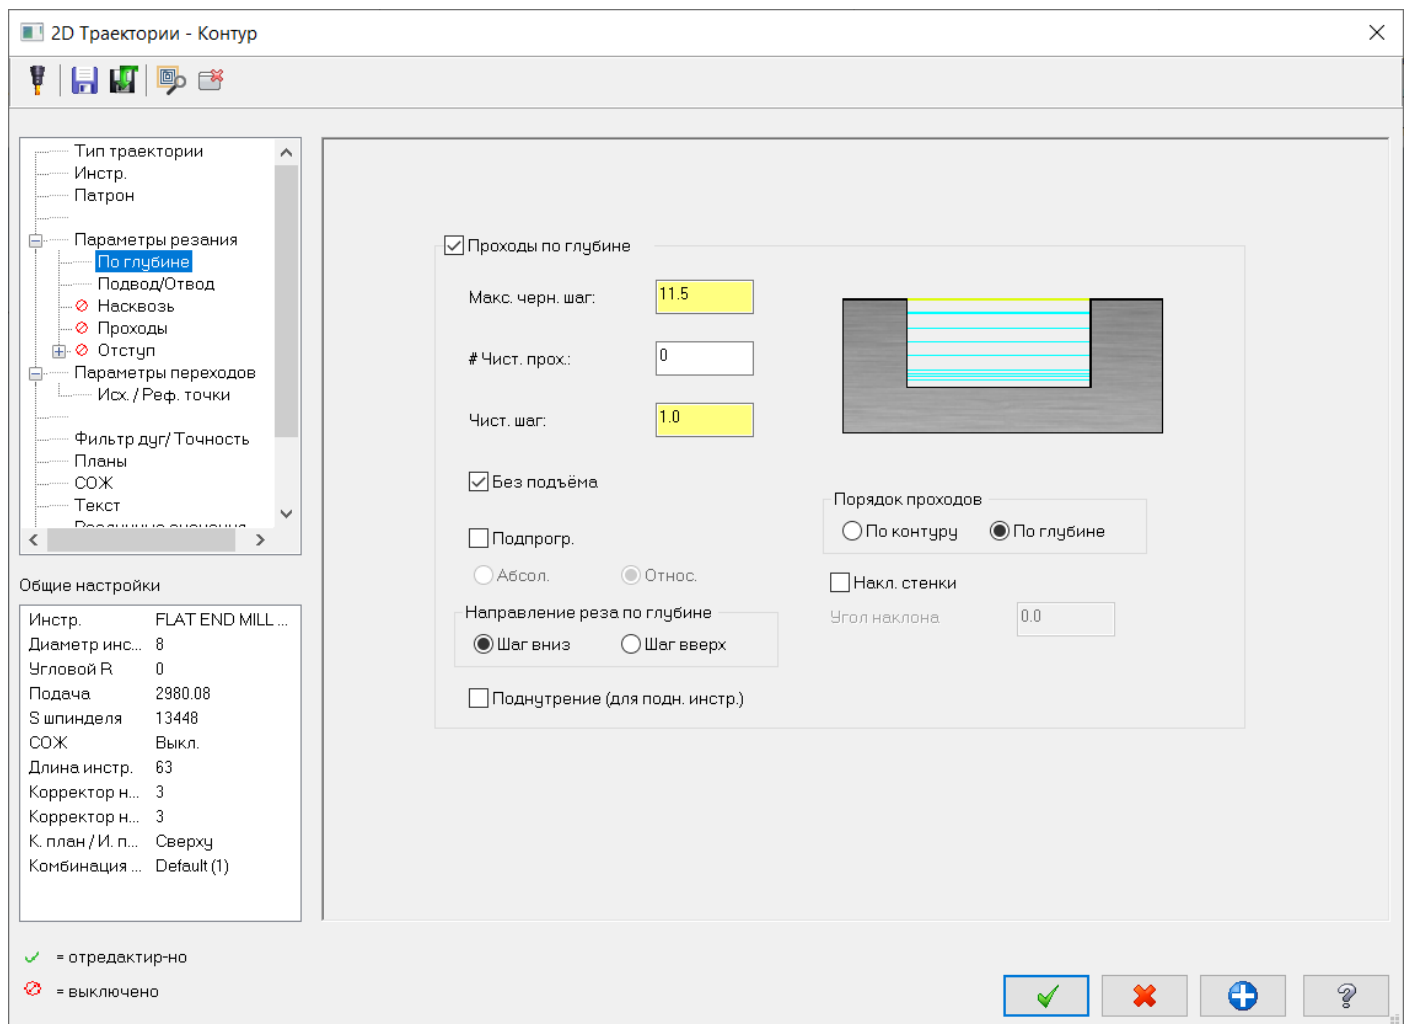 2D Траектории - Контур
Тип траектории
Инстр.
Патрон
Параметры резания
По глубине
Подвод/Отвод
Насквозь
Проходы
Отступ
Параметры переходов
Исх. / Реф. точки
Фильтр дуг/ Точность
Планы
СОЖ
Текст
Общие настройки
Инстр. FLAT END MILL ...
Диаметр инс... 8
Угловой R 0
Подача 2980.08
S шпинделя 13448
СОЖ Выкл.
Длина инстр. 63
Корректор н... 3
Корректор н... 3
К. план / И. п... Сверху
Комбинация ... Default (1)
= отредактир-но
= выключено
Проходы по глубине
Макс. черн. шаг: 11.5
# Чист. прох.: 0
Чист. шаг: 1.0
Без подъёма
Подпрогр.
Абсол. Относ.
Направление реза по глубине
Шаг вниз Шаг вверх
Поднутрение (для подн. инстр.)
Порядок проходов
По контуру По глубине
Накл. стенки
Угол наклона 0.0